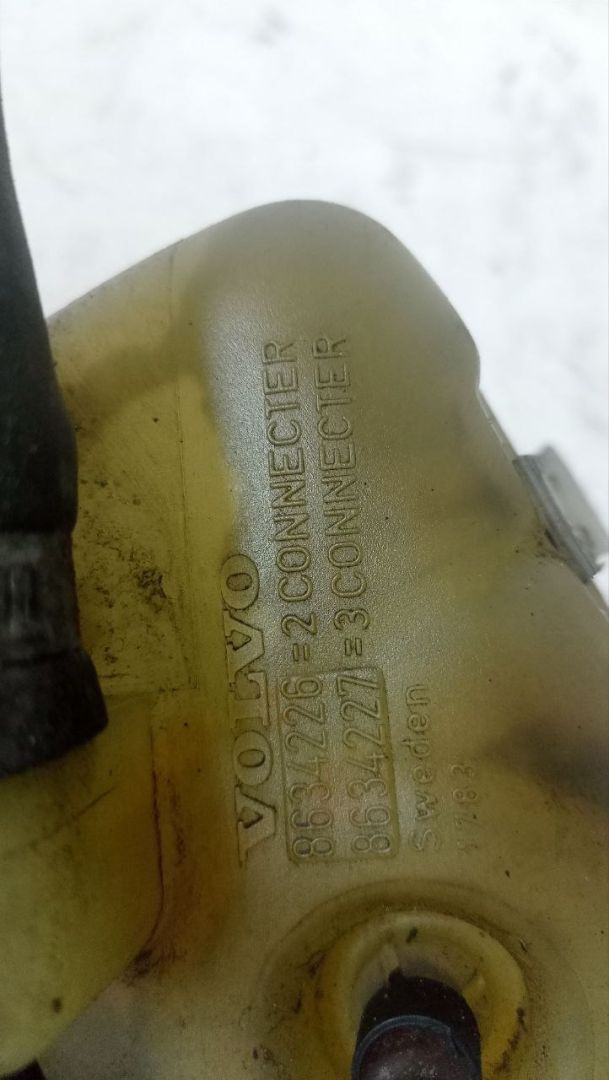 VOLVO
8634226 =2 CONNECTER
8634227 =3 CONNECTER
Sweden